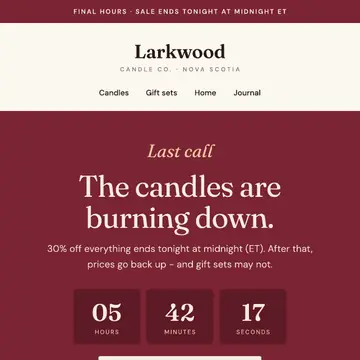 FINAL HOURS · SALE ENDS TONIGHT AT MIDNIGHT ET
Larkwood
CANDLE CO. · NOVA SCOTIA
Candles Gift sets Home Journal
Last call
The candles are
burning down.
30% off everything ends tonight at midnight (ET). After that,
prices go back up – and gift sets may not.
05 42 17
HOURS MINUTES SECONDS